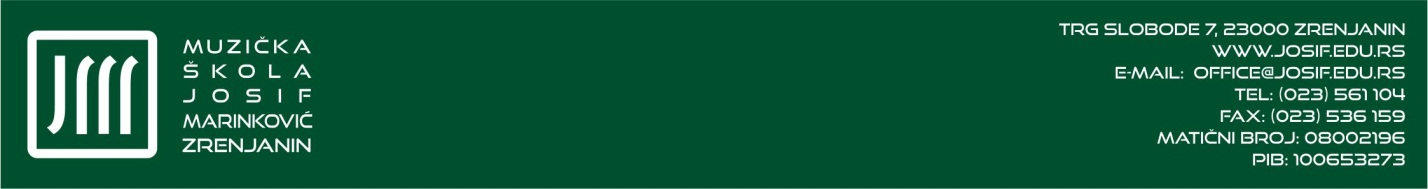 JM
MUZIČKA
ŠKOLA
JOSIF
MARINKOVIĆ
ZRENJANIN
TRG SLOBODE 7, 23000 ZRENJANIN
WWW.JOSIF.EDU.RS
E-MAIL: OFFICE@JOSIF.EDU.RS
TEL: (023) 561 104
FAX: (023) 536 159
MATIČNI BROJ: 08002196
PIB: 100653273